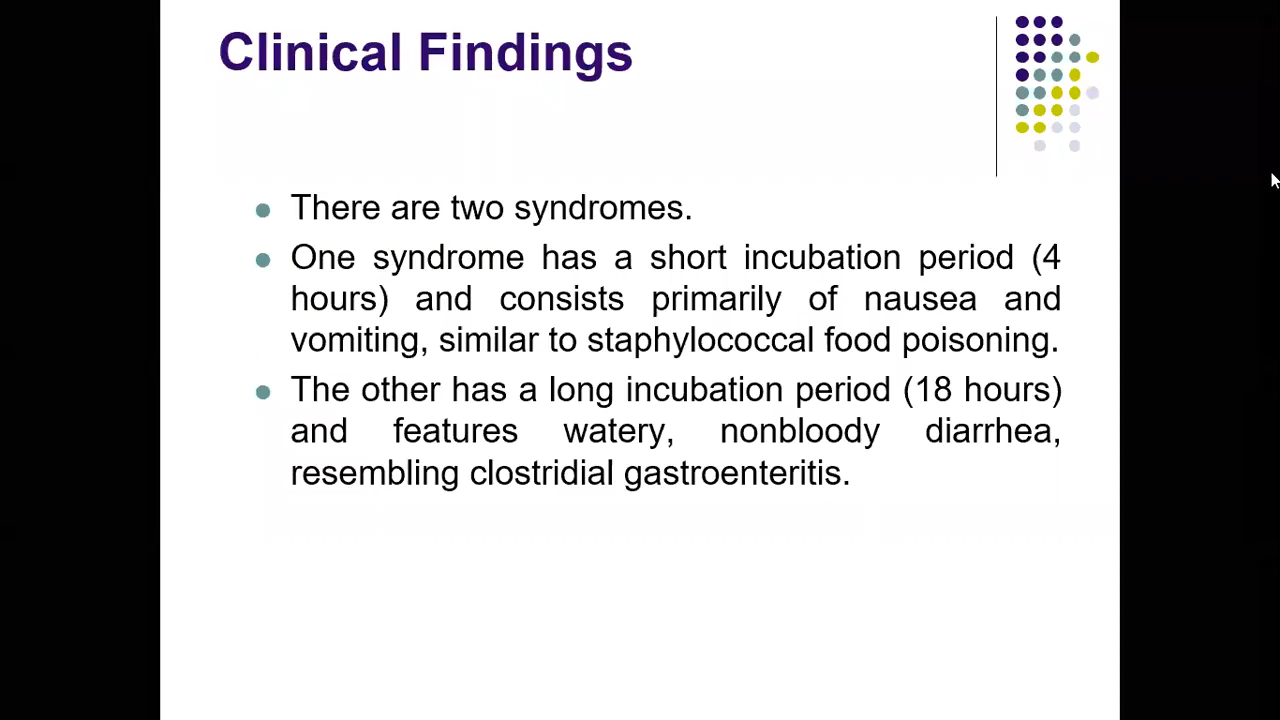 Clinical Findings
There are two syndromes.
One syndrome has a short incubation period (4
hours) and consists primarily of nausea and
vomiting, similar to staphylococcal food poisoning.
The other has a long incubation period (18 hours)
and features watery, nonbloody diarrhea,
resembling clostridial gastroenteritis.